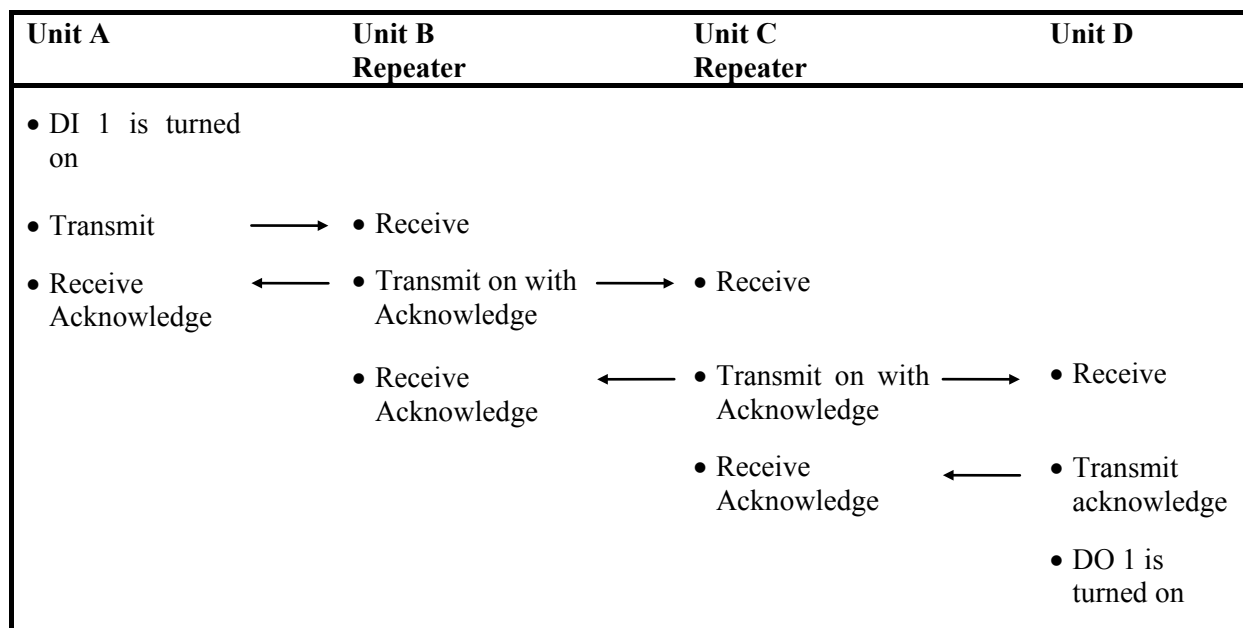 Unit A Unit B Unit C Unit D
Repeater Repeater
• DI 1 is turned
on
• Transmit • Receive
• Receive • Transmit on with • Receive
Acknowledge Acknowledge
• Receive • Transmit on with • Receive
Acknowledge Acknowledge
• Receive • Transmit
Acknowledge acknowledge
• DO 1 is
turned on